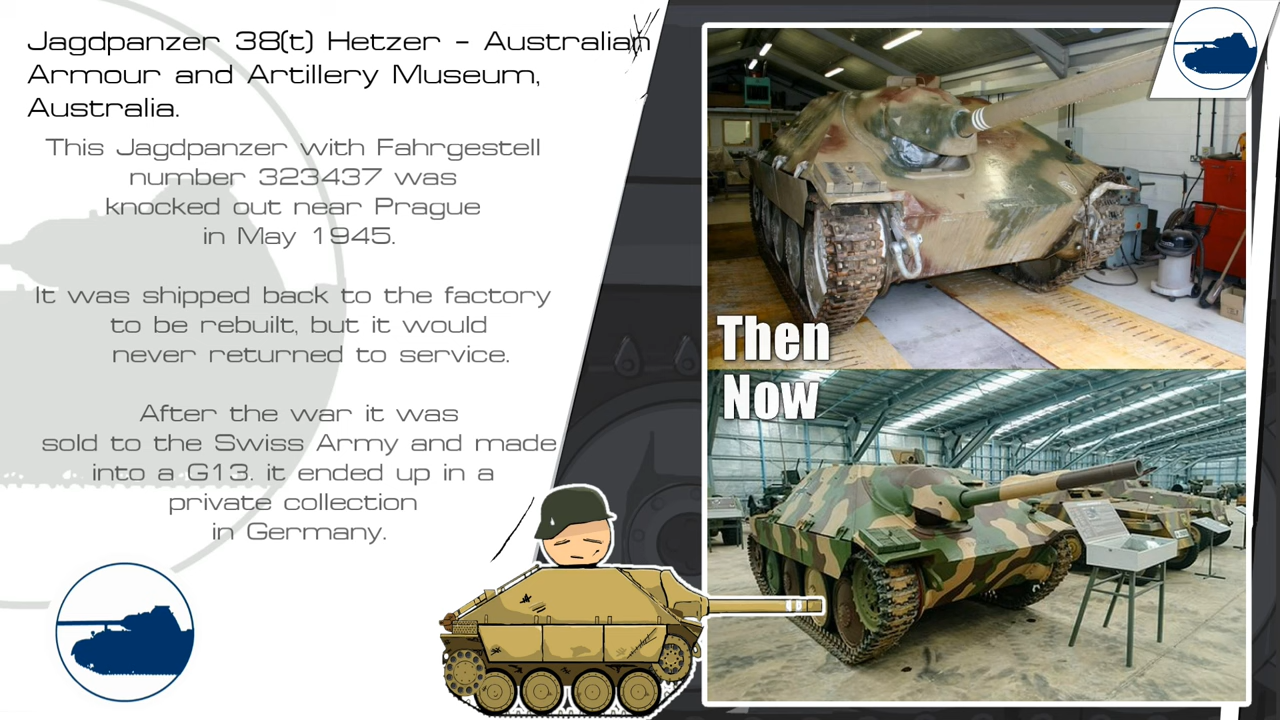 Jagdpanzer 38(t) Hetzer - Australian
Armour and Artillery Museum,
Australia.
This Jagdpanzer with Fahrgestell
number 323437 was
knocked out near Prague
in May 1945.
It was shipped back to the factory
to be rebuilt, but it would
never returned to service.
After the war it was
sold to the Swiss Army and made
into a G13. it ended up in a
private collection
in Germany.
Then
Now